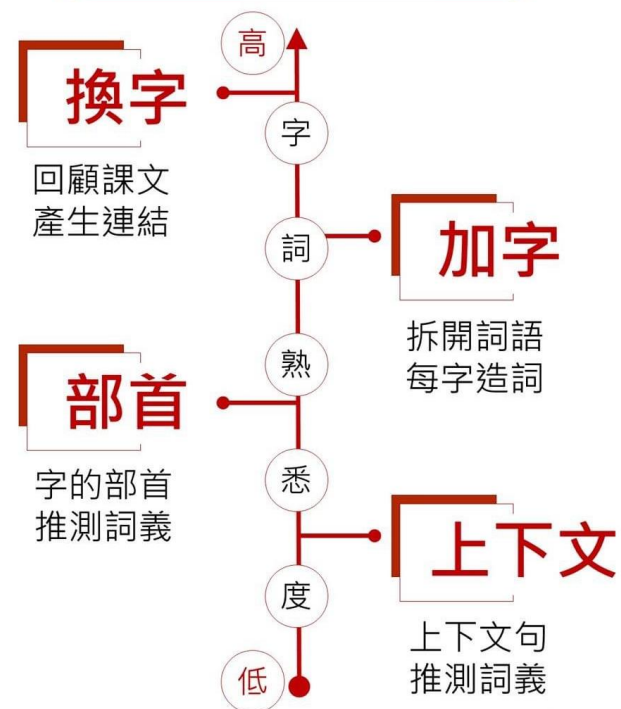 高
換字
回顧課文
產生連結
字
詞
加字
拆開詞語
每字造詞
熟
部首
字的部首
推測詞義
悉
上下文
上下文句
推測詞義
度
低